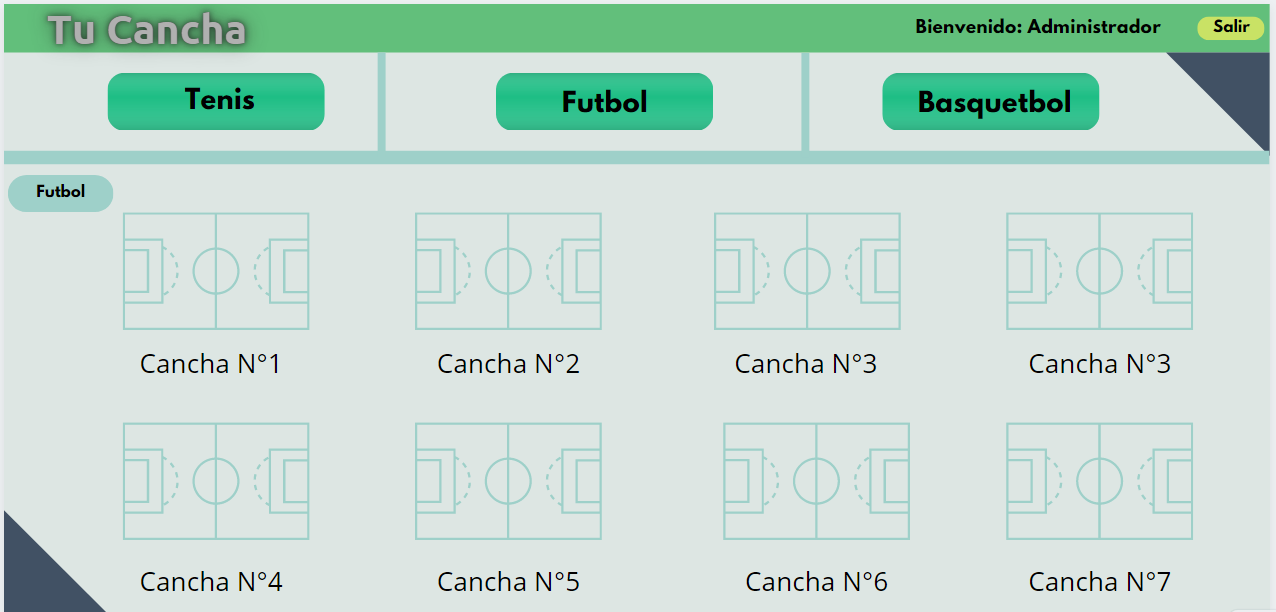 Tu Cancha
Bienvenido: Administrador
Salir
Tenis
Futbol
Basquetbol
Futbol
Cancha N°1
Cancha N°2
Cancha N°3
Cancha N°3
Cancha N°4
Cancha N°5
Cancha N°6
Cancha N°7